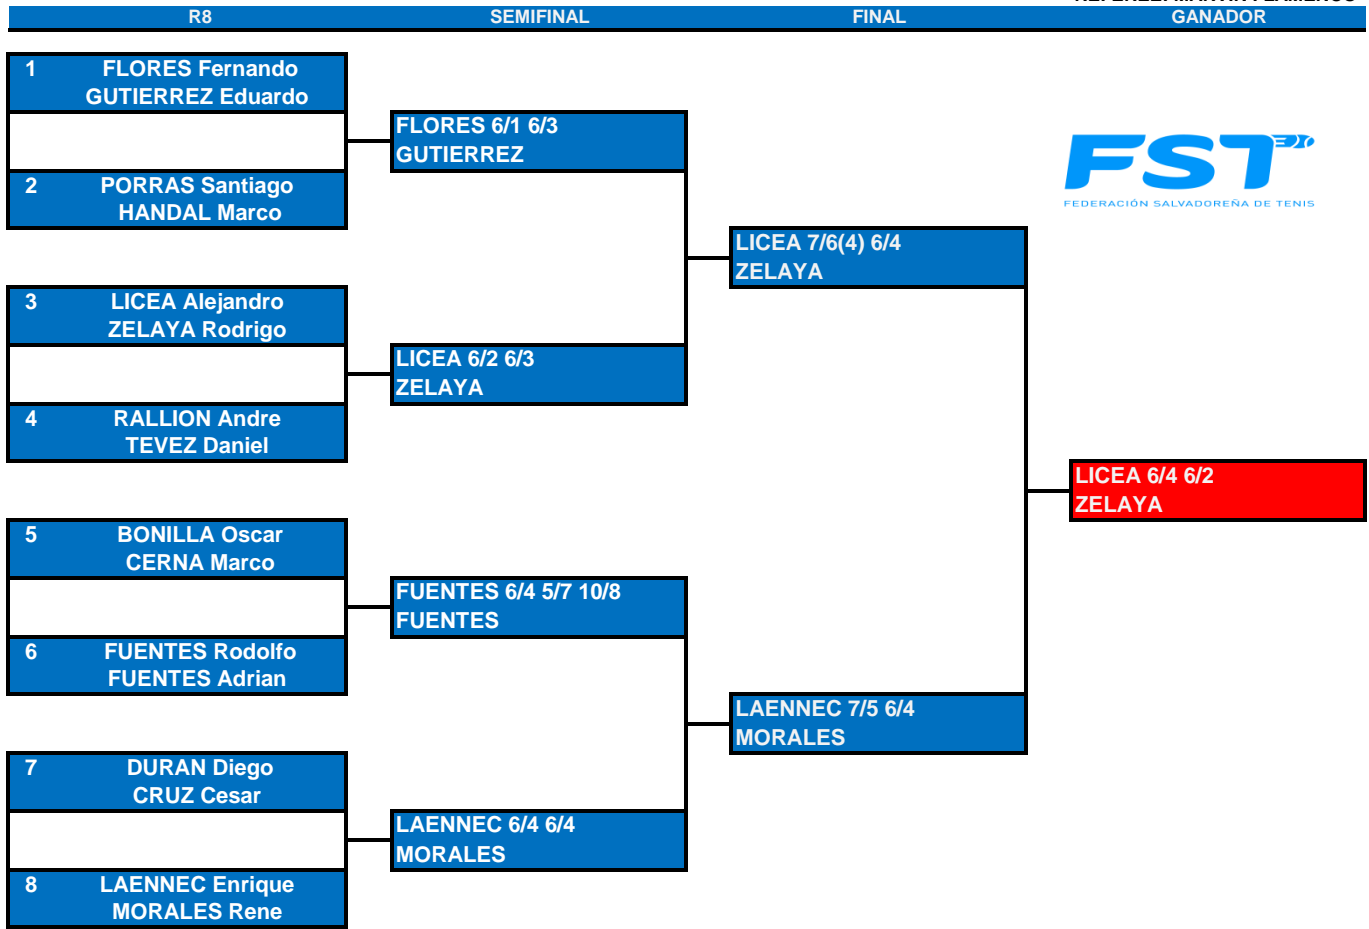 R8 SEMIFINAL FINAL GANADOR
1 FLORES Fernando
GUTIERREZ Eduardo
FLORES 6/1 6/3
GUTIERREZ
2 PORRAS Santiago
HANDAL Marco
FST
FEDERACIÓN SALVADOREÑA DE TENIS
LICEA 7/6(4) 6/4
ZELAYA
3 LICEA Alejandro
ZELAYA Rodrigo
LICEA 6/2 6/3
ZELAYA
4 RALLION Andre
TEVEZ Daniel
LICEA 6/4 6/2
ZELAYA
5 BONILLA Oscar
CERNA Marco
FUENTES 6/4 5/7 10/8
FUENTES
6 FUENTES Rodolfo
FUENTES Adrian
LAENNEC 7/5 6/4
MORALES
7 DURAN Diego
CRUZ Cesar
LAENNEC 6/4 6/4
MORALES
8 LAENNEC Enrique
MORALES Rene